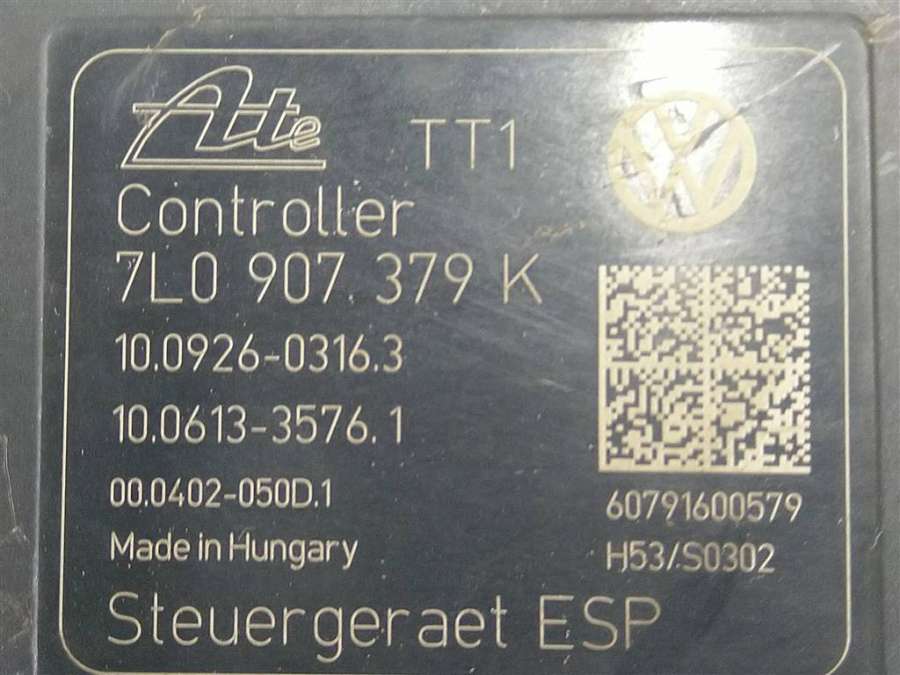 Ate TT1
Controller
7L0 907 379 K
10.0926-0316.3
10.0613-3576.1
00.0402-050D.1
60791600579
Made in Hungary
H53/S0302
Steuergeraet ESP